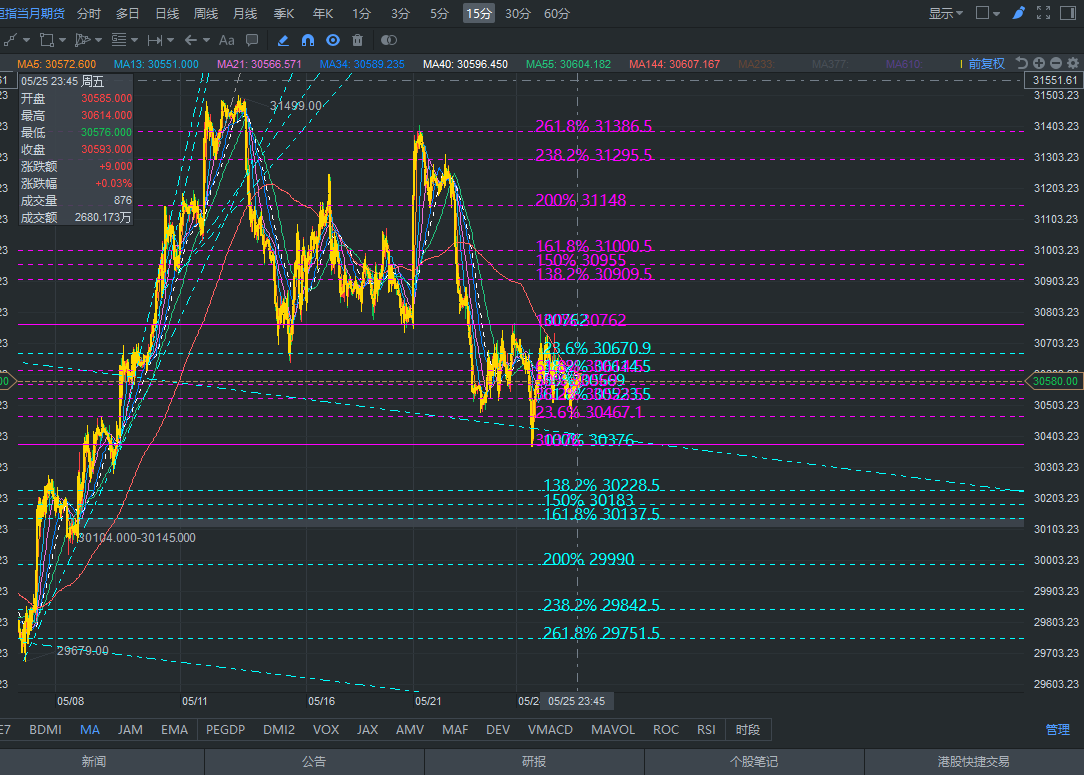 恒指当月期货 分时 多日 日线 周线 月线 季K 年K 1分 3分 5分 15分 30分 60分 显示
Aa
MA5: 30572.600 MA13: 30551.000 MA21: 30566.571 MA34: 30589.235 MA40: 30596.450 MA55: 30604.182 MA144: 30607.167 MA233: MA377: MA610: 前复权
05/25 23:45 周五
开盘 30585.000
最高 30614.000
最低 30576.000
收盘 30593.000
涨跌额 +9.000
涨跌幅 +0.03%
成交量 876
成交额 2680.173万
31499.00
30104.000-30145.000
29679.00
261.8% 31386.5
238.2% 31295.5
200% 31148
161.8% 31000.5
150% 30955
138.2% 30909.5
30762
30762
23.6% 30670.9
30614.5
30569
61.8% 30523.5
23.6% 30467.1
100% 30376
138.2% 30228.5
150% 30183
161.8% 30137.5
200% 29990
238.2% 29842.5
261.8% 29751.5
31551.61
31503.23
31403.23
31303.23
31203.23
31103.23
31003.23
30903.23
30803.23
30703.23
30580.00
30503.23
30403.23
30303.23
30203.23
30103.23
30003.23
29903.23
29803.23
29703.23
29603.23
05/08 05/11 05/16 05/21 05/25 23:45
E7 BDMI MA JAM EMA PEGDP DMI2 VOX JAX AMV MAF DEV VMACD MAVOL ROC RSI 时段 管理
新闻 公告 研报 个股笔记 港股快捷交易